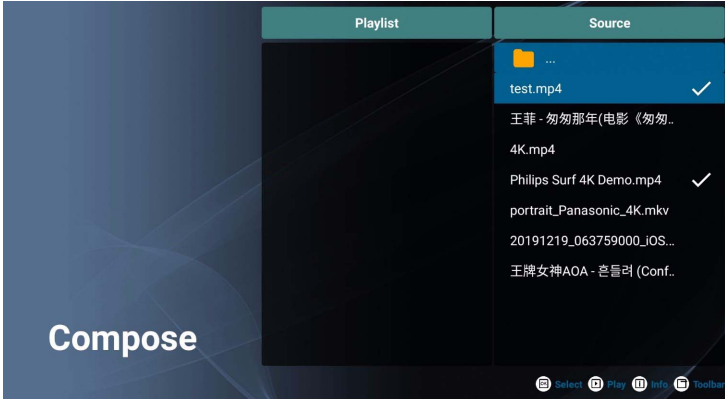 Playlist
Source
...
test.mp4
王菲 - 匆匆那年(电影《匆匆..
4K.mp4
Philips Surf 4K Demo.mp4
portrait_Panasonic_4K.mkv
20191219_063759000_iOS...
王牌女神AOA - 흔들려 (Conf..
Compose
Select Play Info Toolbar